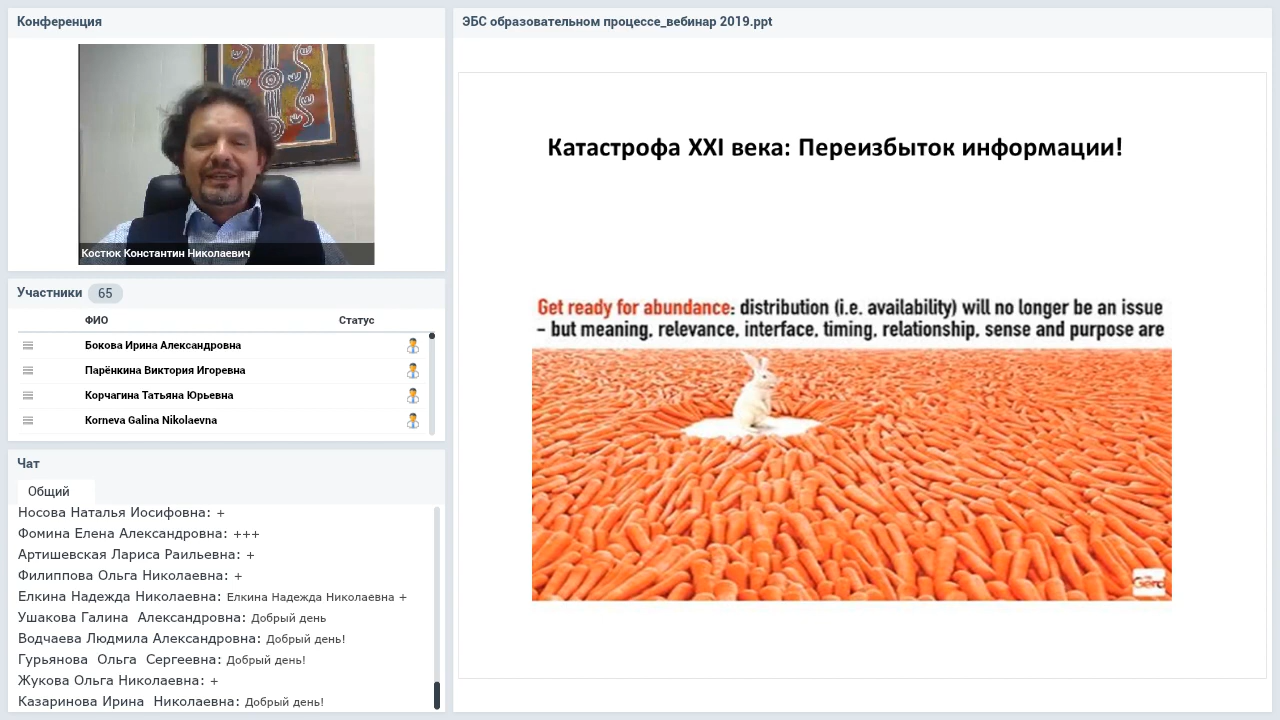 Конференция
Костюк Константин Николаевич
Участники 65
ФИО Статус
Бокова Ирина Александровна
Парёнкина Виктория Игоревна
Корчагина Татьяна Юрьевна
Korneva Galina Nikolaevna
Чат
Общий
Носова Наталья Иосифовна: +
Фомина Елена Александровна: +++
Артишевская Лариса Раильевна: +
Филиппова Ольга Николаевна: +
Елкина Надежда Николаевна: Елкина Надежда Николаевна +
Ушакова Галина Александровна: Добрый день
Водчаева Людмила Александровна: Добрый день!
Гурьянова Ольга Сергеевна: Добрый день!
Жукова Ольга Николаевна: +
Казаринова Ирина Николаевна: Добрый день!
ЭБС образовательном процессе_вебинар 2019.ppt
Катастрофа XXI века: Переизбыток информации!
Get ready for abundance: distribution (i.e. availability) will no longer be an issue
– but meaning, relevance, interface, timing, relationship, sense and purpose are
Gerd